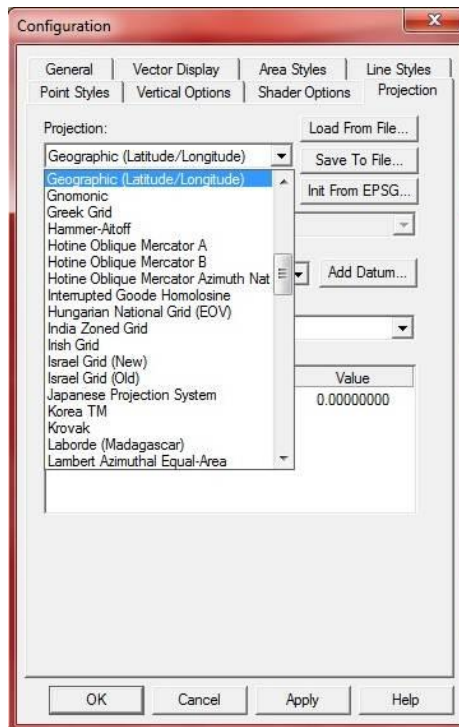 Configuration
General
Vector Display
Area Styles
Line Styles
Point Styles
Vertical Options
Shader Options
Projection
Projection:
Load From File...
Geographic (Latitude/Longitude)
Save To File...
Geographic (Latitude/Longitude)
Init From EPSG...
Gnomonic
Greek Grid
Hammer-Aitoff
Hotine Oblique Mercator A
Hotine Oblique Mercator B
Hotine Oblique Mercator Azimuth Nat
Add Datum...
Interrupted Goode Homolosine
Hungarian National Grid (EOV)
India Zoned Grid
Irish Grid
Israel Grid (New)
Israel Grid (Old)
Value
Japanese Projection System
0.00000000
Korea TM
Krovak
Laborde (Madagascar)
Lambert Azimuthal Equal-Area
OK
Cancel
Apply
Help